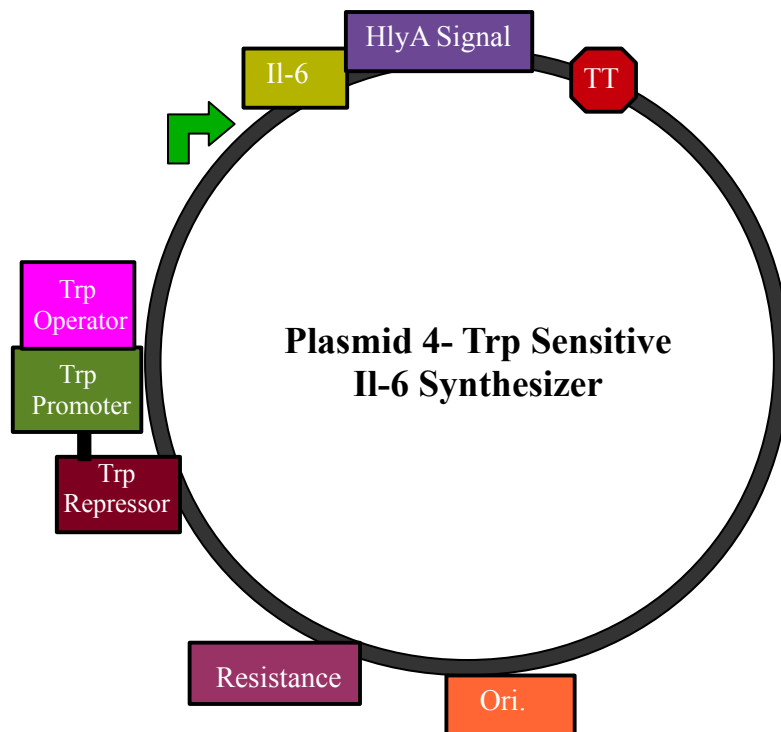 HlyA Signal
Il-6
TT
Trp
Operator
Trp
Promoter
Trp
Repressor
Plasmid 4- Trp Sensitive
Il-6 Synthesizer
Resistance
Ori.